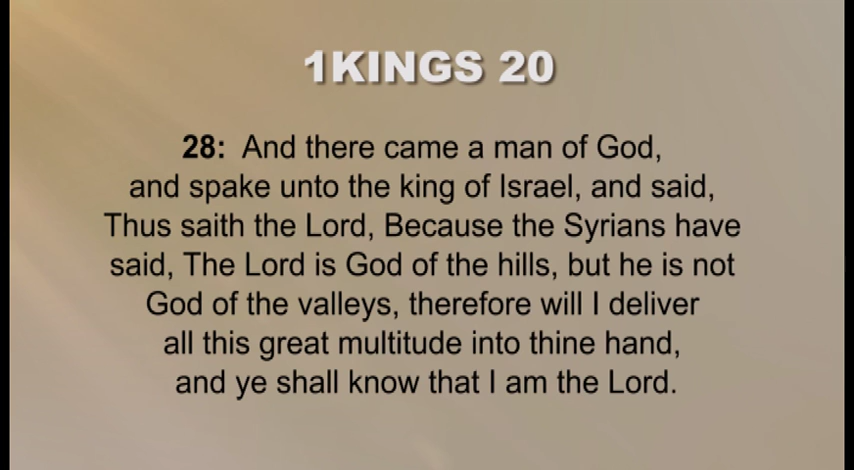 1KINGS 20
28: And there came a man of God,
and spake unto the king of Israel, and said,
Thus saith the Lord, Because the Syrians have
said, The Lord is God of the hills, but he is not
God of the valleys, therefore will I deliver
all this great multitude into thine hand,
and ye shall know that I am the Lord.